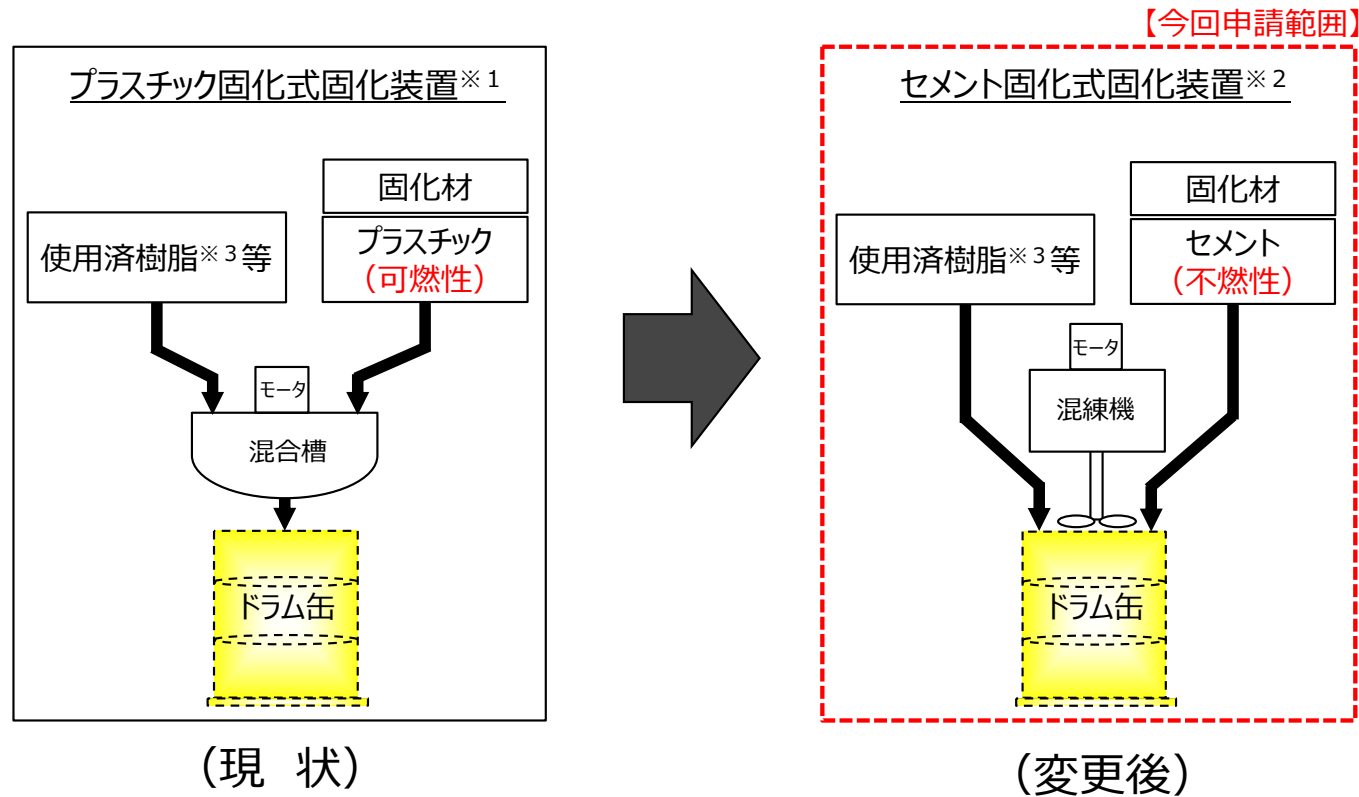 【今回申請範囲】
プラスチック固化式固化装置※1
固化材
使用済樹脂※3等
プラスチック
（可燃性）
モータ
混合槽
ドラム缶
（現　状）
セメント固化式固化装置※2
固化材
使用済樹脂※3等
セメント
（不燃性）
モータ
混練機
ドラム缶
（変更後）